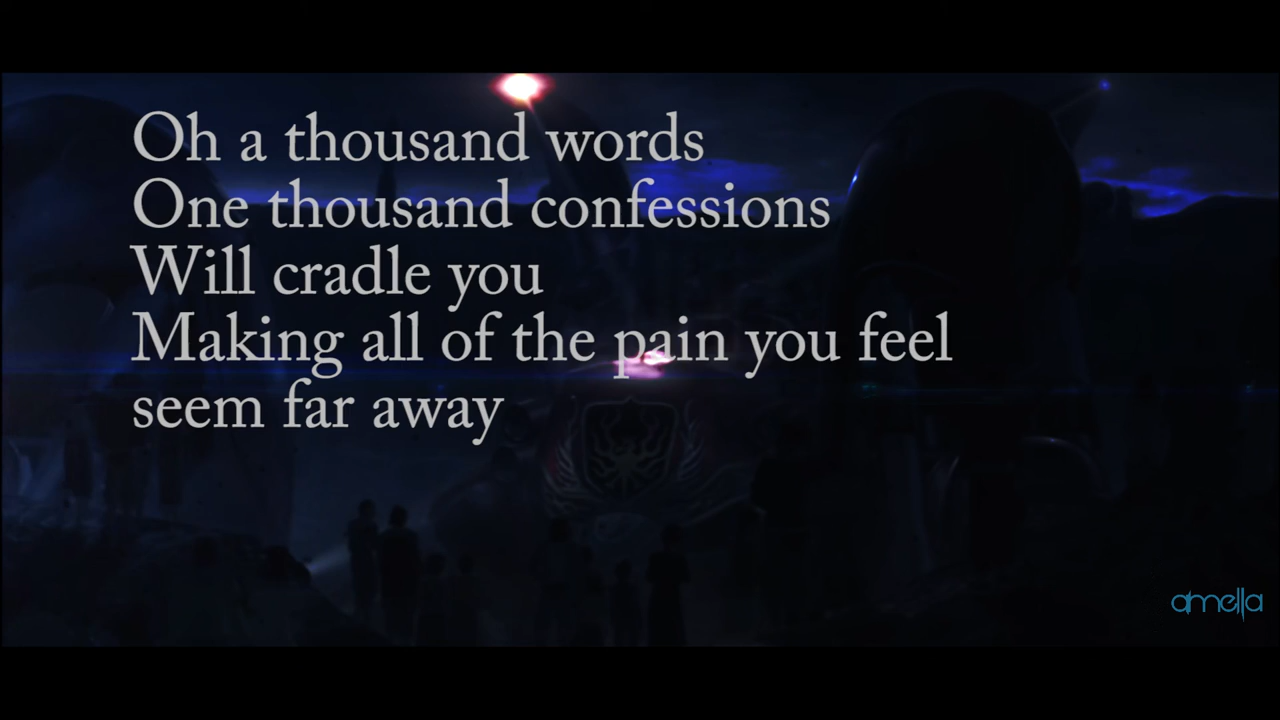 Oh a thousand words
One thousand confessions
Will cradle you
Making all of the pain you feel
seem far away
amella